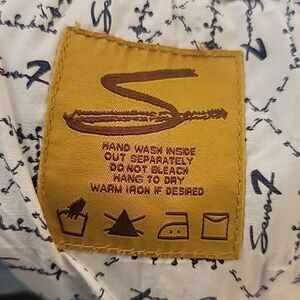 HAND WASH INSIDE
OUT SEPARATELY
DO NOT BLEACH
HANG TO DRY
WARM IRON IF DESIRED